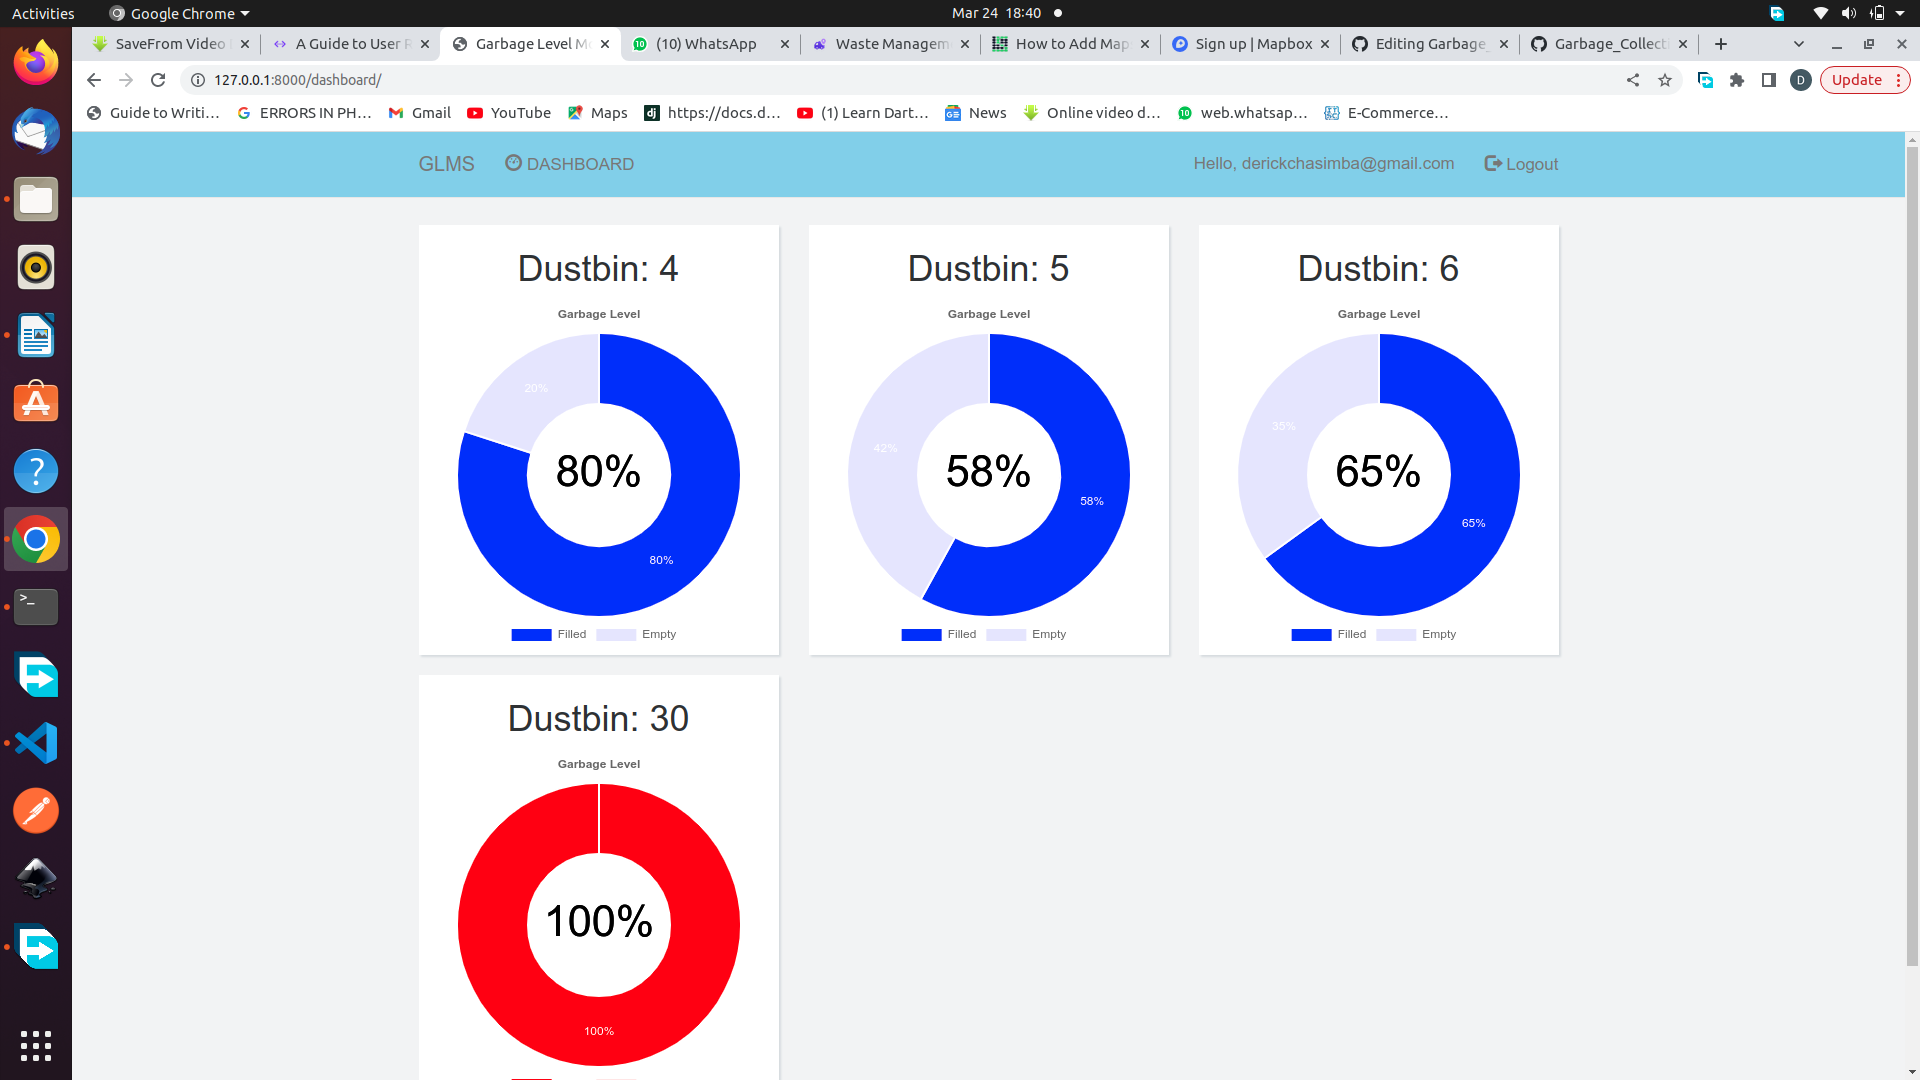 Activities
Google Chrome
Mar 24 18:40
SaveFrom Video
A Guide to User R
Garbage Level M
(10) WhatsApp
Waste Managem
How to Add Map
Sign up | Mapbox
Editing Garbage_
Garbage_Collect
127.0.0.1:8000/dashboard/
D
Update
Guide to Writi…
ERRORS IN PH…
Gmail
YouTube
Maps
https://docs.d…
(1) Learn Dart…
News
Online video d…
web.whatsap…
E-Commerce…
GLMS
DASHBOARD
Hello, derickchasimba@gmail.com
Logout
Dustbin: 4
Garbage Level
20%
80%
80%
Filled
Empty
Dustbin: 5
Garbage Level
42%
58%
58%
Filled
Empty
Dustbin: 6
Garbage Level
35%
65%
65%
Filled
Empty
Dustbin: 30
Garbage Level
100%
100%